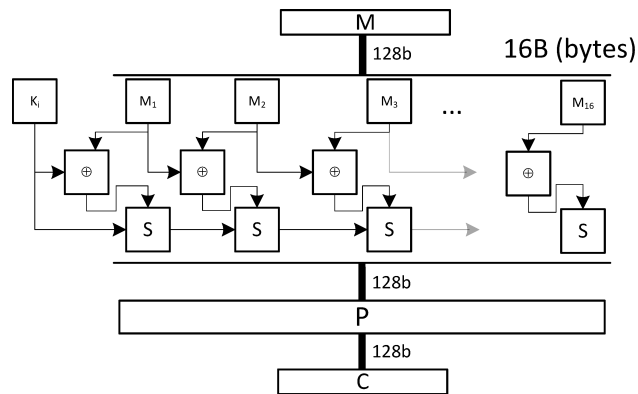 M
128b
16B (bytes)
Ki M1 M2 M3 ... M16
⊕ ⊕ ⊕ ⊕
S S S S
128b
P
128b
C